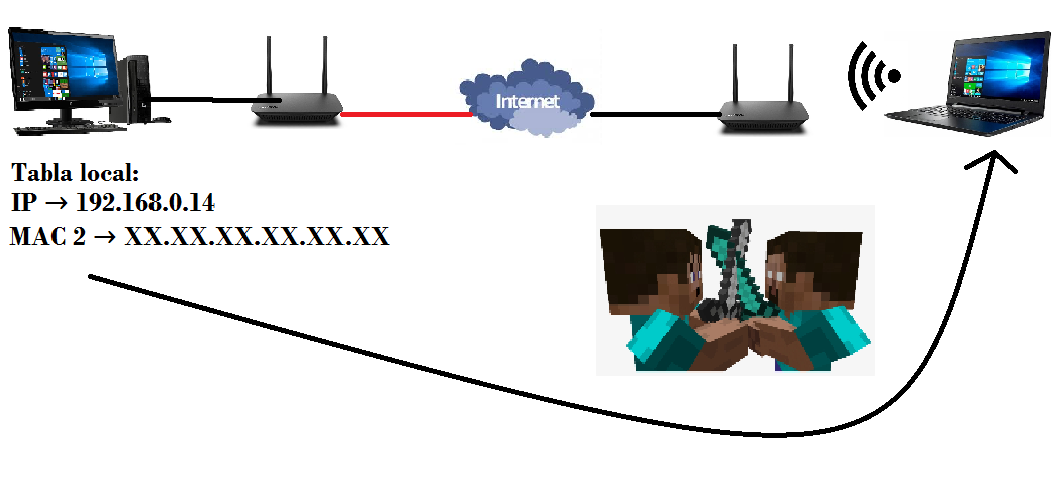 Internet
Tabla local:
IP → 192.168.0.14
MAC 2 → XX.XX.XX.XX.XX.XX